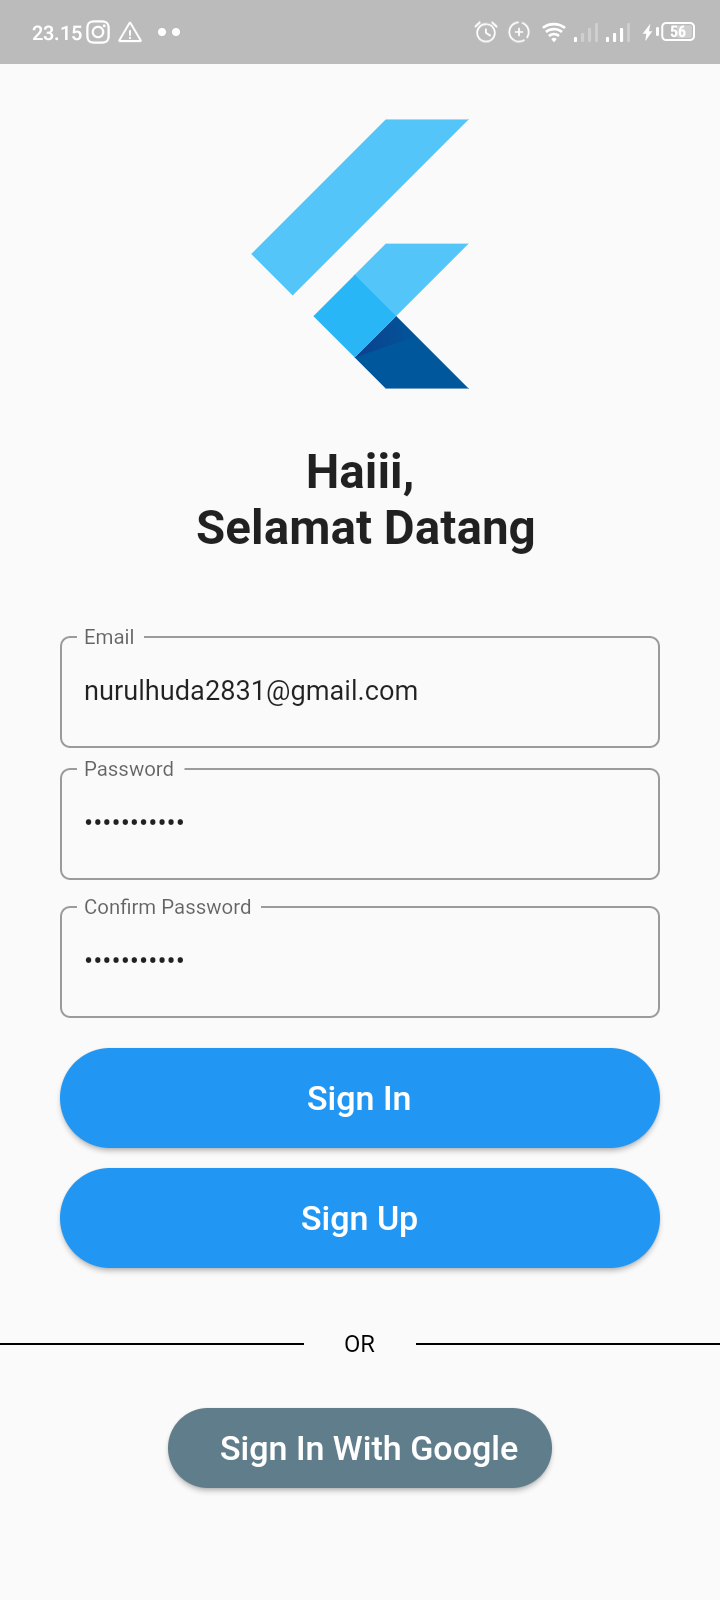 23.15
56
Haiii,
Selamat Datang
Email
nurulhuda2831@gmail.com
Password
•••••••••••
Confirm Password
•••••••••••
Sign In
Sign Up
OR
Sign In With Google